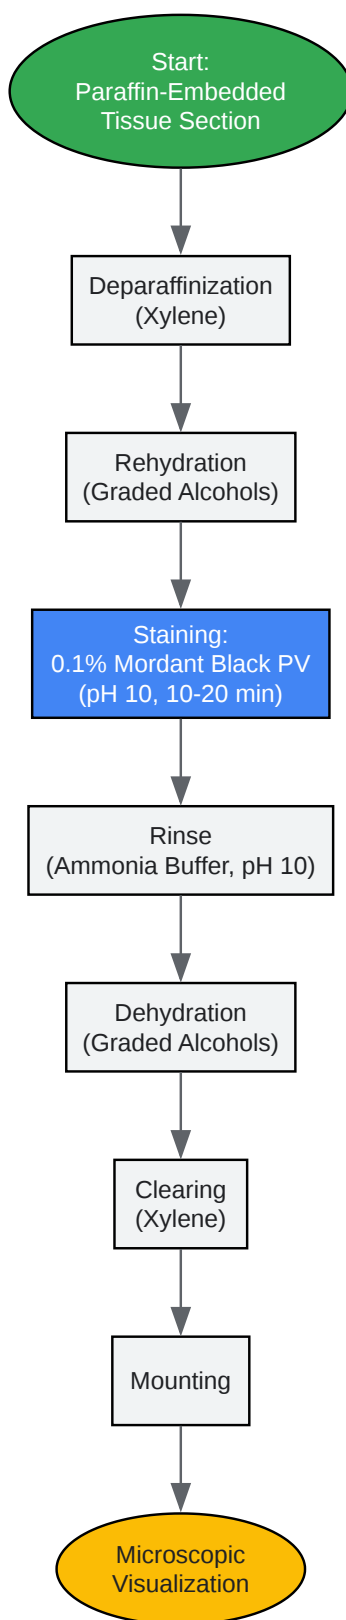 Start:
Paraffin-Embedded
Tissue Section
Deparaffinization
(Xylene)
Rehydration
(Graded Alcohols)
Staining:
0.1% Mordant Black PV
(pH 10, 10-20 min)
Rinse
(Ammonia Buffer, pH 10)
Dehydration
(Graded Alcohols)
Clearing
(Xylene)
Mounting
Microscopic
Visualization